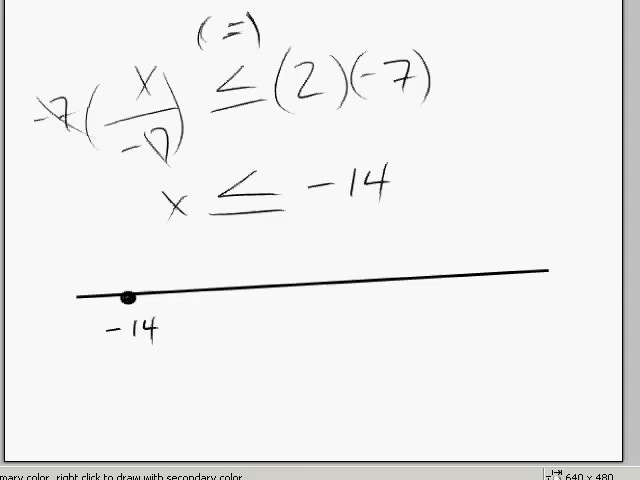 (=)
-7(x/-7) ≤ (2)(-7)
x ≤ -14
-14
mary color, right click to draw with secondary color.
640 x 480